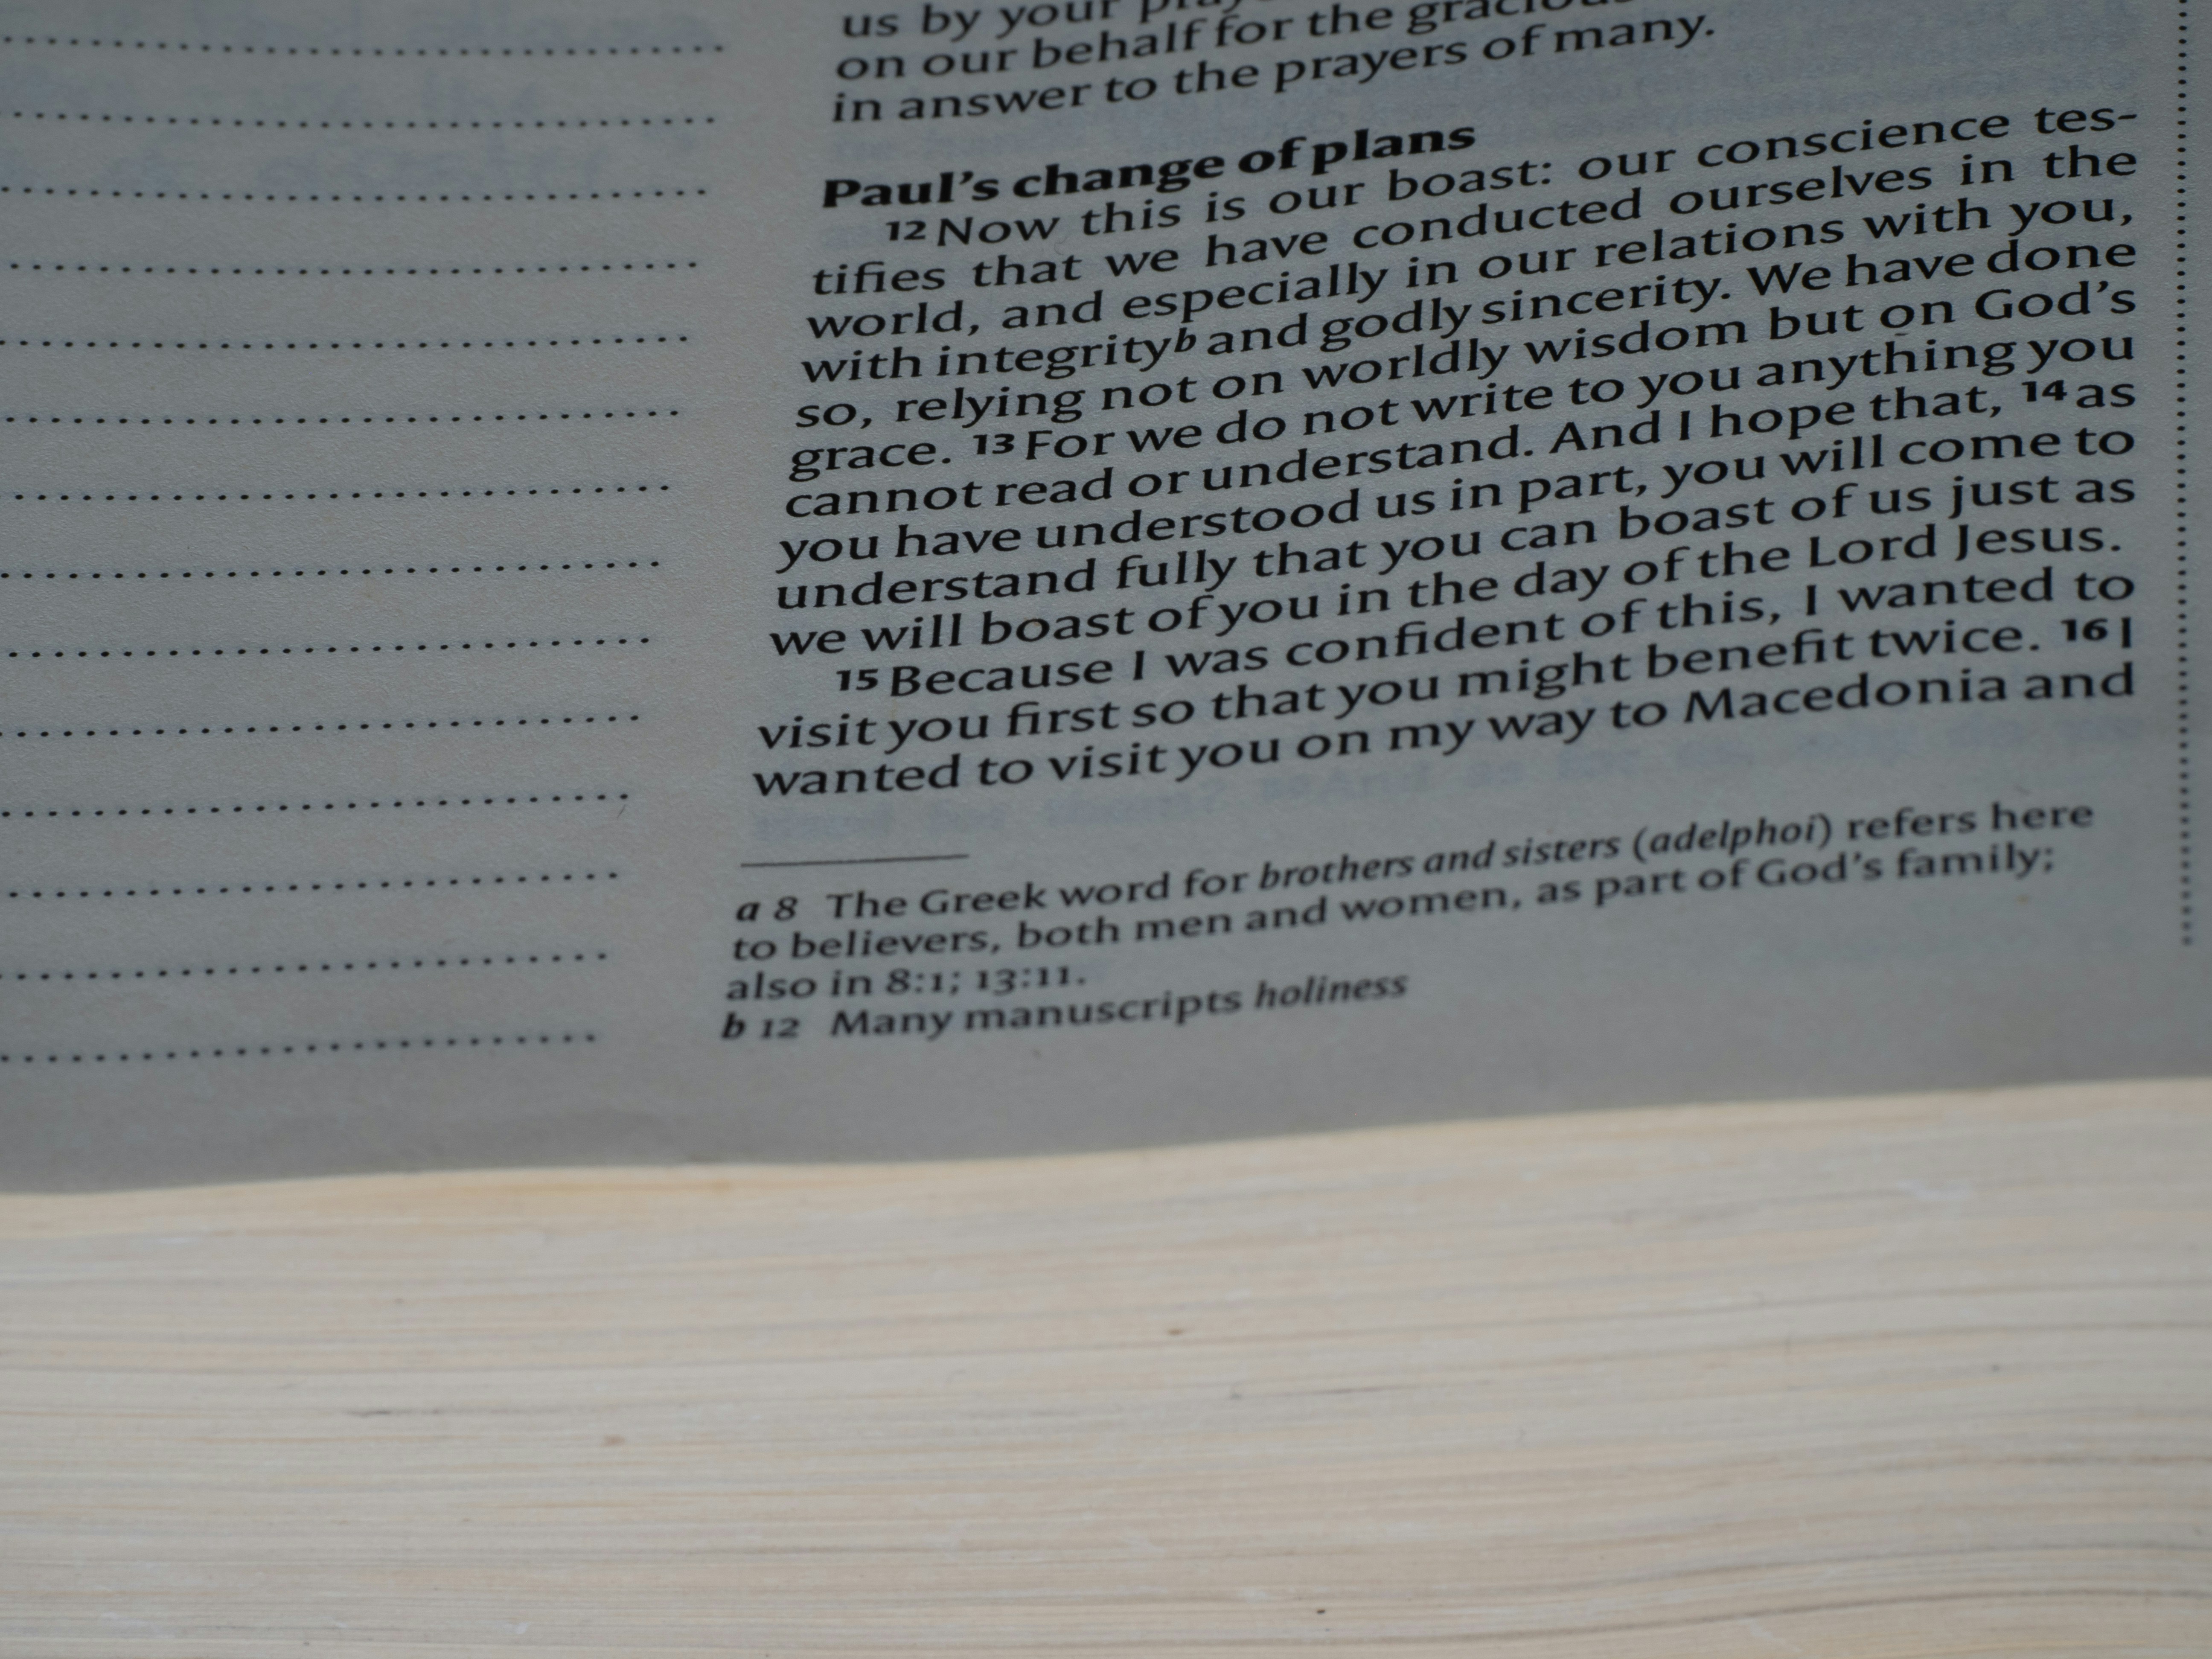 us by your
on our behalf for the gracious
in answer to the prayers of many.
Paul's change of plans
12 Now this is our boast: our conscience tes-
tifies that we have conducted ourselves in the
world, and especially in our relations with you,
with integrityb and godly sincerity. We have done
so, relying not on worldly wisdom but on God's
grace. 13 For we do not write to you anything you
cannot read or understand. And I hope that, 14 as
you have understood us in part, you will come to
understand fully that you can boast of us just as
we will boast of you in the day of the Lord Jesus.
15 Because I was confident of this, I wanted to
visit you first so that you might benefit twice. 16 I
wanted to visit you on my way to Macedonia and
a 8 The Greek word for brothers and sisters (adelphoi) refers here
to believers, both men and women, as part of God's family;
also in 8:1; 13:11.
b 12 Many manuscripts holiness